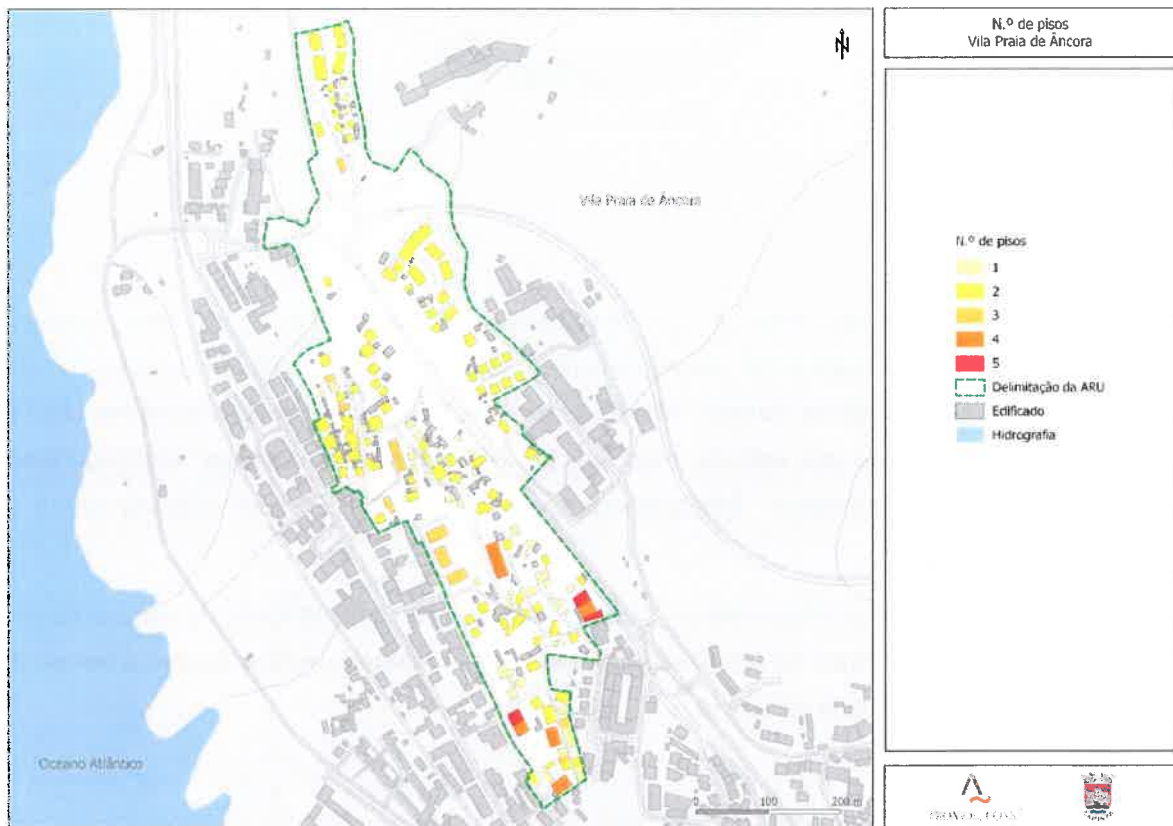 N.º de pisos
Vila Praia de Âncora
N
Vila Praia de Âncora
N.º de pisos
1
2
3
4
5
Delimitação da ARU
Edificado
Hidrografia
Oceano Atlântico
0 100 200 m